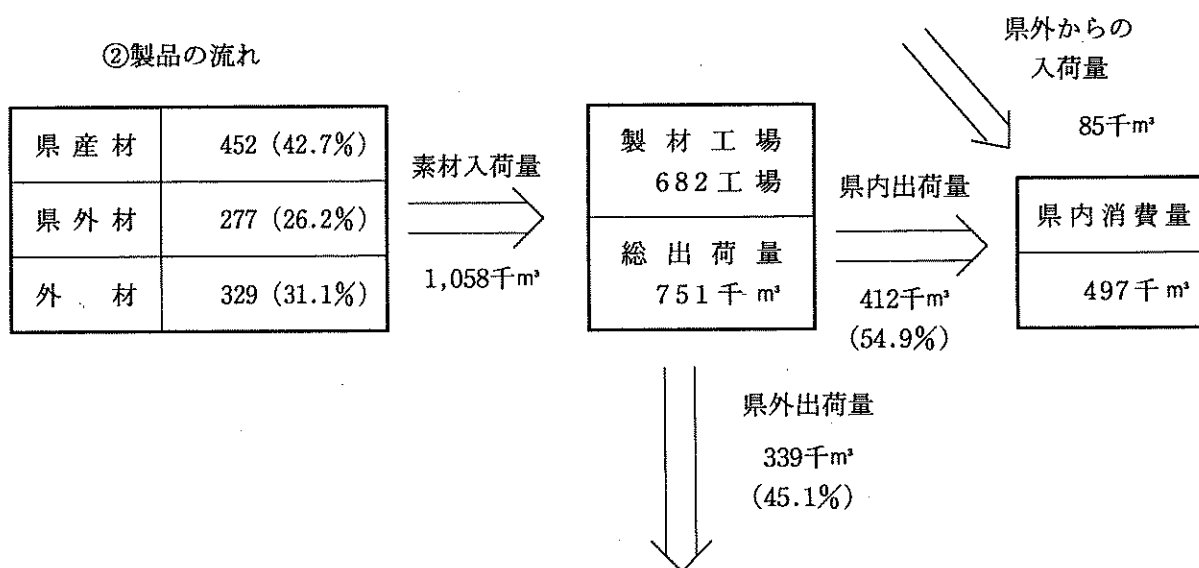 ②製品の流れ
県産材 452 (42.7%)
県外材 277 (26.2%)
外材 329 (31.1%)
素材入荷量
1,058千m³
製材工場
682工場
総出荷量
751千m³
県内出荷量
412千m³
(54.9%)
県外からの
入荷量
85千m³
県内消費量
497千m³
県外出荷量
339千m³
(45.1%)